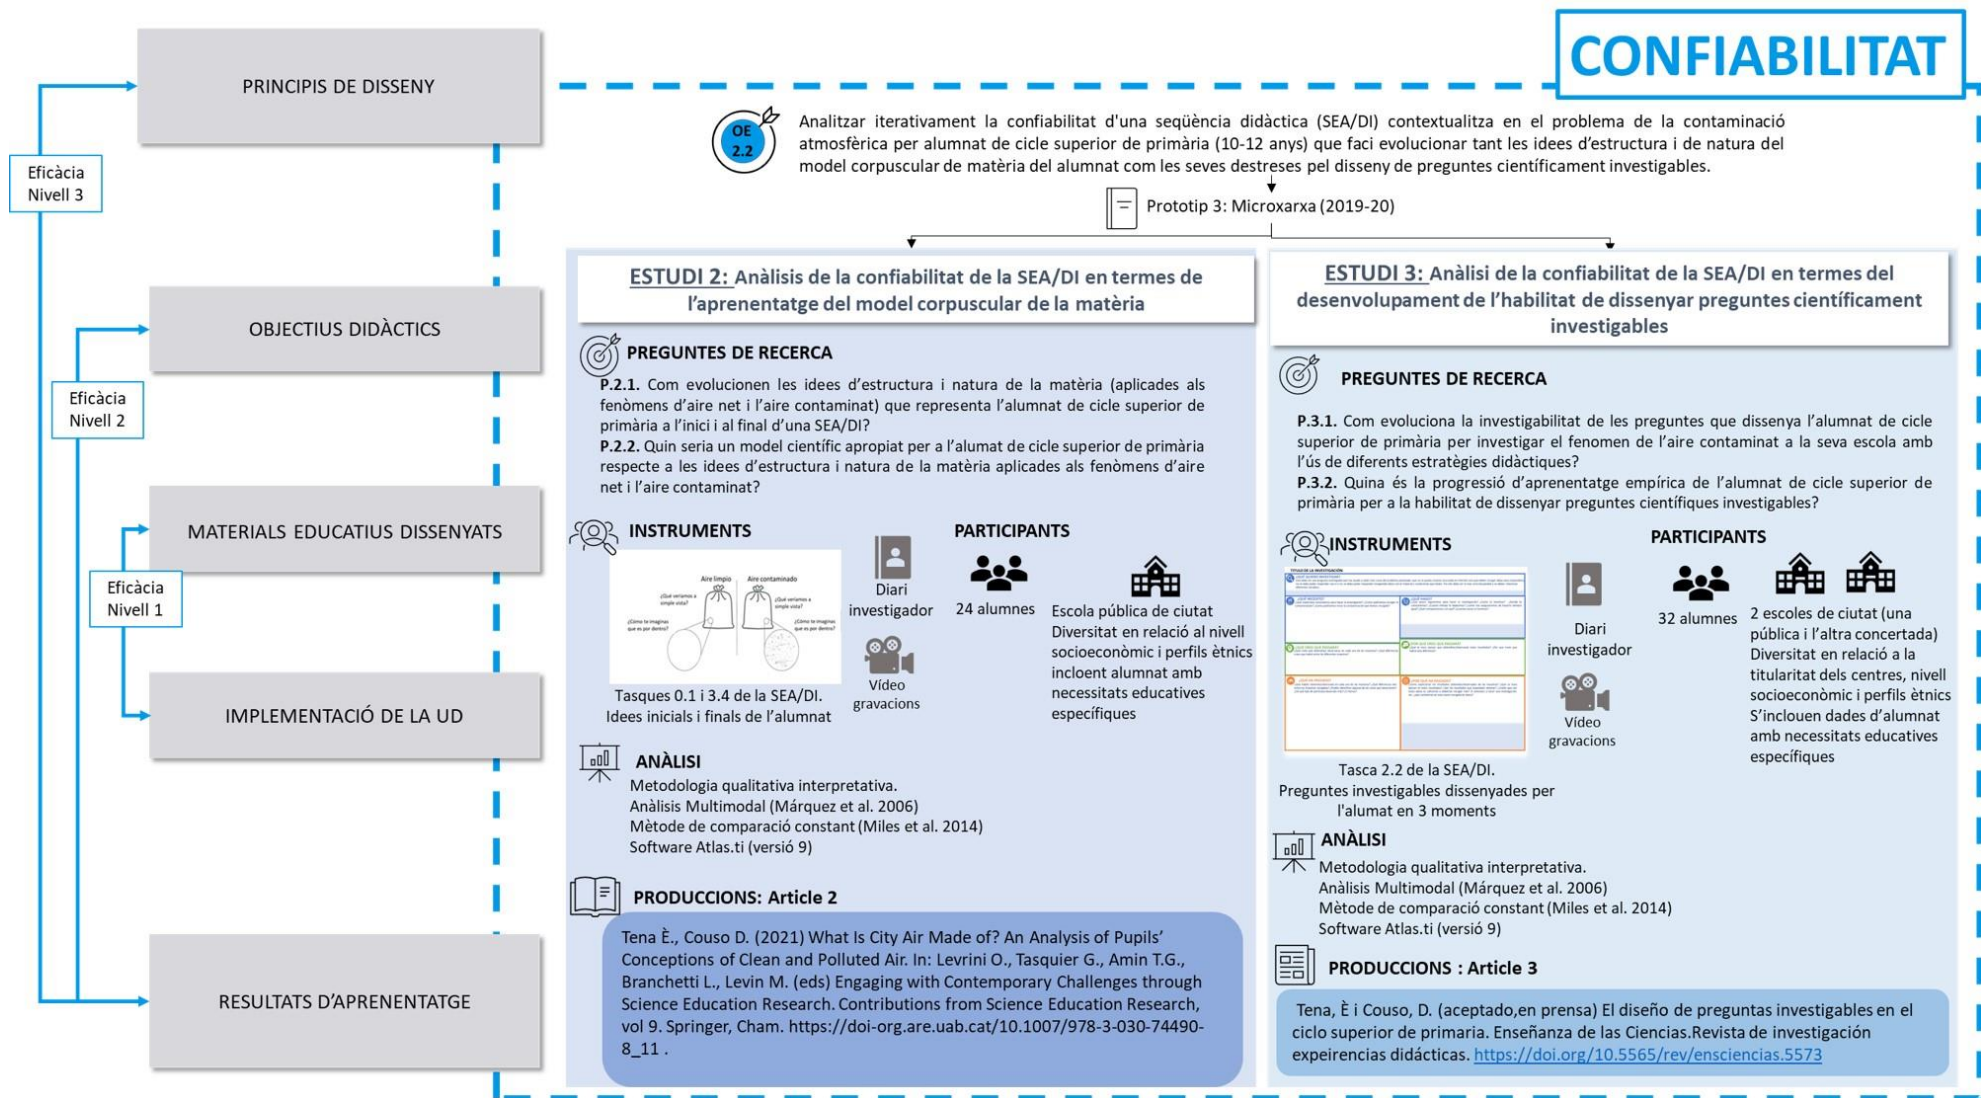 CONFIABILITAT
PRINCIPIS DE DISSENY
Eficàcia
Nivell 3
OBJECTIUS DIDÀCTICS
Eficàcia
Nivell 2
MATERIALS EDUCATIUS DISSENYATS
Eficàcia
Nivell 1
IMPLEMENTACIÓ DE LA UD
RESULTATS D’APRENENTATGE
OE
2.2
Analitzar iterativament la confiabilitat d'una seqüència didàctica (SEA/DI) contextualitza en el problema de la contaminació
atmosfèrica per alumnat de cicle superior de primària (10-12 anys) que faci evolucionar tant les idees d’estructura i de natura del
model corpuscular de matèria del alumnat com les seves destreses pel disseny de preguntes científicament investigables.
Prototip 3: Microxarxa (2019-20)
ESTUDI 2: Anàlisis de la confiabilitat de la SEA/DI en termes de
l’aprenentatge del model corpuscular de la matèria
PREGUNTES DE RECERCA
P.2.1. Com evolucionen les idees d’estructura i natura de la matèria (aplicades als
fenòmens d’aire net i l’aire contaminat) que representa l’alumnat de cicle superior de
primària a l’inici i al final d’una SEA/DI?
P.2.2. Quin seria un model científic apropiat per a l’alumat de cicle superior de primària
respecte a les idees d’estructura i natura de la matèria aplicades als fenòmens d’aire
net i l’aire contaminat?
INSTRUMENTS
Aire limpio
Aire contaminado
¿Qué veríamos a
simple vista?
¿Qué veríamos a
simple vista?
¿Cómo te imaginas
que es por dentro?
¿Cómo te imaginas
que es por dentro?
Tasques 0.1 i 3.4 de la SEA/DI.
Idees inicials i finals de l’alumnat
Diari
investigador
Vídeo
gravacions
PARTICIPANTS
24 alumnes
Escola pública de ciutat
Diversitat en relació al nivell
socioeconòmic i perfils ètnics
incloent alumnat amb
necessitats educatives
específiques
ANÀLISI
Metodologia qualitativa interpretativa.
Anàlisis Multimodal (Márquez et al. 2006)
Mètode de comparació constant (Miles et al. 2014)
Software Atlas.ti (versió 9)
PRODUCCIONS: Article 2
Tena È., Couso D. (2021) What Is City Air Made of? An Analysis of Pupils’
Conceptions of Clean and Polluted Air. In: Levrini O., Tasquier G., Amin T.G.,
Branchetti L., Levin M. (eds) Engaging with Contemporary Challenges through
Science Education Research. Contributions from Science Education Research,
vol 9. Springer, Cham. https://doi-org.are.uab.cat/10.1007/978-3-030-74490-
8_11 .
ESTUDI 3: Anàlisi de la confiabilitat de la SEA/DI en termes del
desenvolupament de l’habilitat de dissenyar preguntes científicament
investigables
PREGUNTES DE RECERCA
P.3.1. Com evoluciona la investigabilitat de les preguntes que dissenya l’alumnat de cicle
superior de primària per investigar el fenomen de l’aire contaminat a la seva escola amb
l’ús de diferents estratègies didàctiques?
P.3.2. Quina és la progressió d’aprenentatge empírica de l’alumnat de cicle superior de
primària per a la habilitat de dissenyar preguntes científiques investigables?
INSTRUMENTS
Tasca 2.2 de la SEA/DI.
Preguntes investigables dissenyades per
l'alumat en 3 moments
Diari
investigador
Vídeo
gravacions
PARTICIPANTS
32 alumnes
2 escoles de ciutat (una
pública i l’altra concertada)
Diversitat en relació a la
titularitat dels centres, nivell
socioeconòmic i perfils ètnics
S’inclouen dades d’alumnat
amb necessitats educatives
específiques
ANÀLISI
Metodologia qualitativa interpretativa.
Anàlisis Multimodal (Márquez et al. 2006)
Mètode de comparació constant (Miles et al. 2014)
Software Atlas.ti (versió 9)
PRODUCCIONS : Article 3
Tena, È i Couso, D. (aceptado,en prensa) El diseño de preguntas investigables en el
ciclo superior de primaria. Enseñanza de las Ciencias.Revista de investigación
expeirencias didácticas. https://doi.org/10.5565/rev/ensciencias.5573